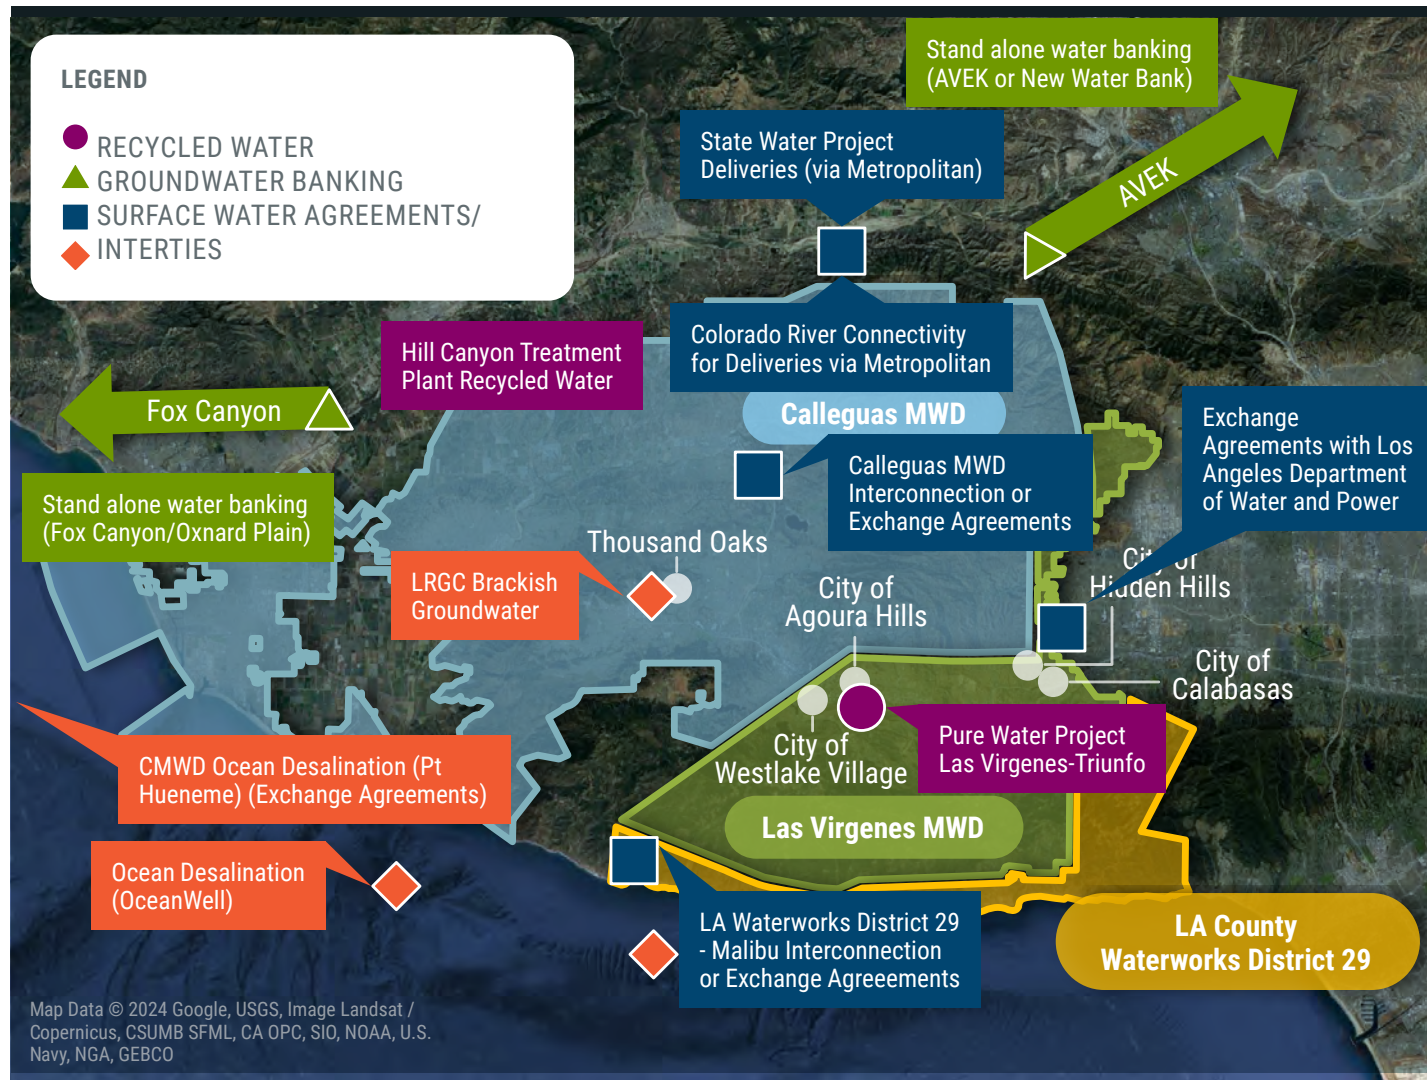 LEGEND
RECYCLED WATER
GROUNDWATER BANKING
SURFACE WATER AGREEMENTS/
INTERTIES
Stand alone water banking
(AVEK or New Water Bank)
AVEK
State Water Project
Deliveries (via Metropolitan)
Colorado River Connectivity
for Deliveries via Metropolitan
Hill Canyon Treatment
Plant Recycled Water
Fox Canyon
Stand alone water banking
(Fox Canyon/Oxnard Plain)
Calleguas MWD
Calleguas MWD
Interconnection or
Exchange Agreements
Exchange
Agreements with Los
Angeles Department
of Water and Power
Thousand Oaks
LRGC Brackish
Groundwater
City of
Agoura Hills
City of
Hidden Hills
City of
Calabasas
City of
Westlake Village
Pure Water Project
Las Virgenes-Triunfo
CMWD Ocean Desalination (Pt
Hueneme) (Exchange Agreements)
Las Virgenes MWD
Ocean Desalination
(OceanWell)
LA Waterworks District 29
- Malibu Interconnection
or Exchange Agreeements
LA County
Waterworks District 29
Map Data © 2024 Google, USGS, Image Landsat /
Copernicus, CSUMB SFML, CA OPC, SIO, NOAA, U.S.
Navy, NGA, GEBCO